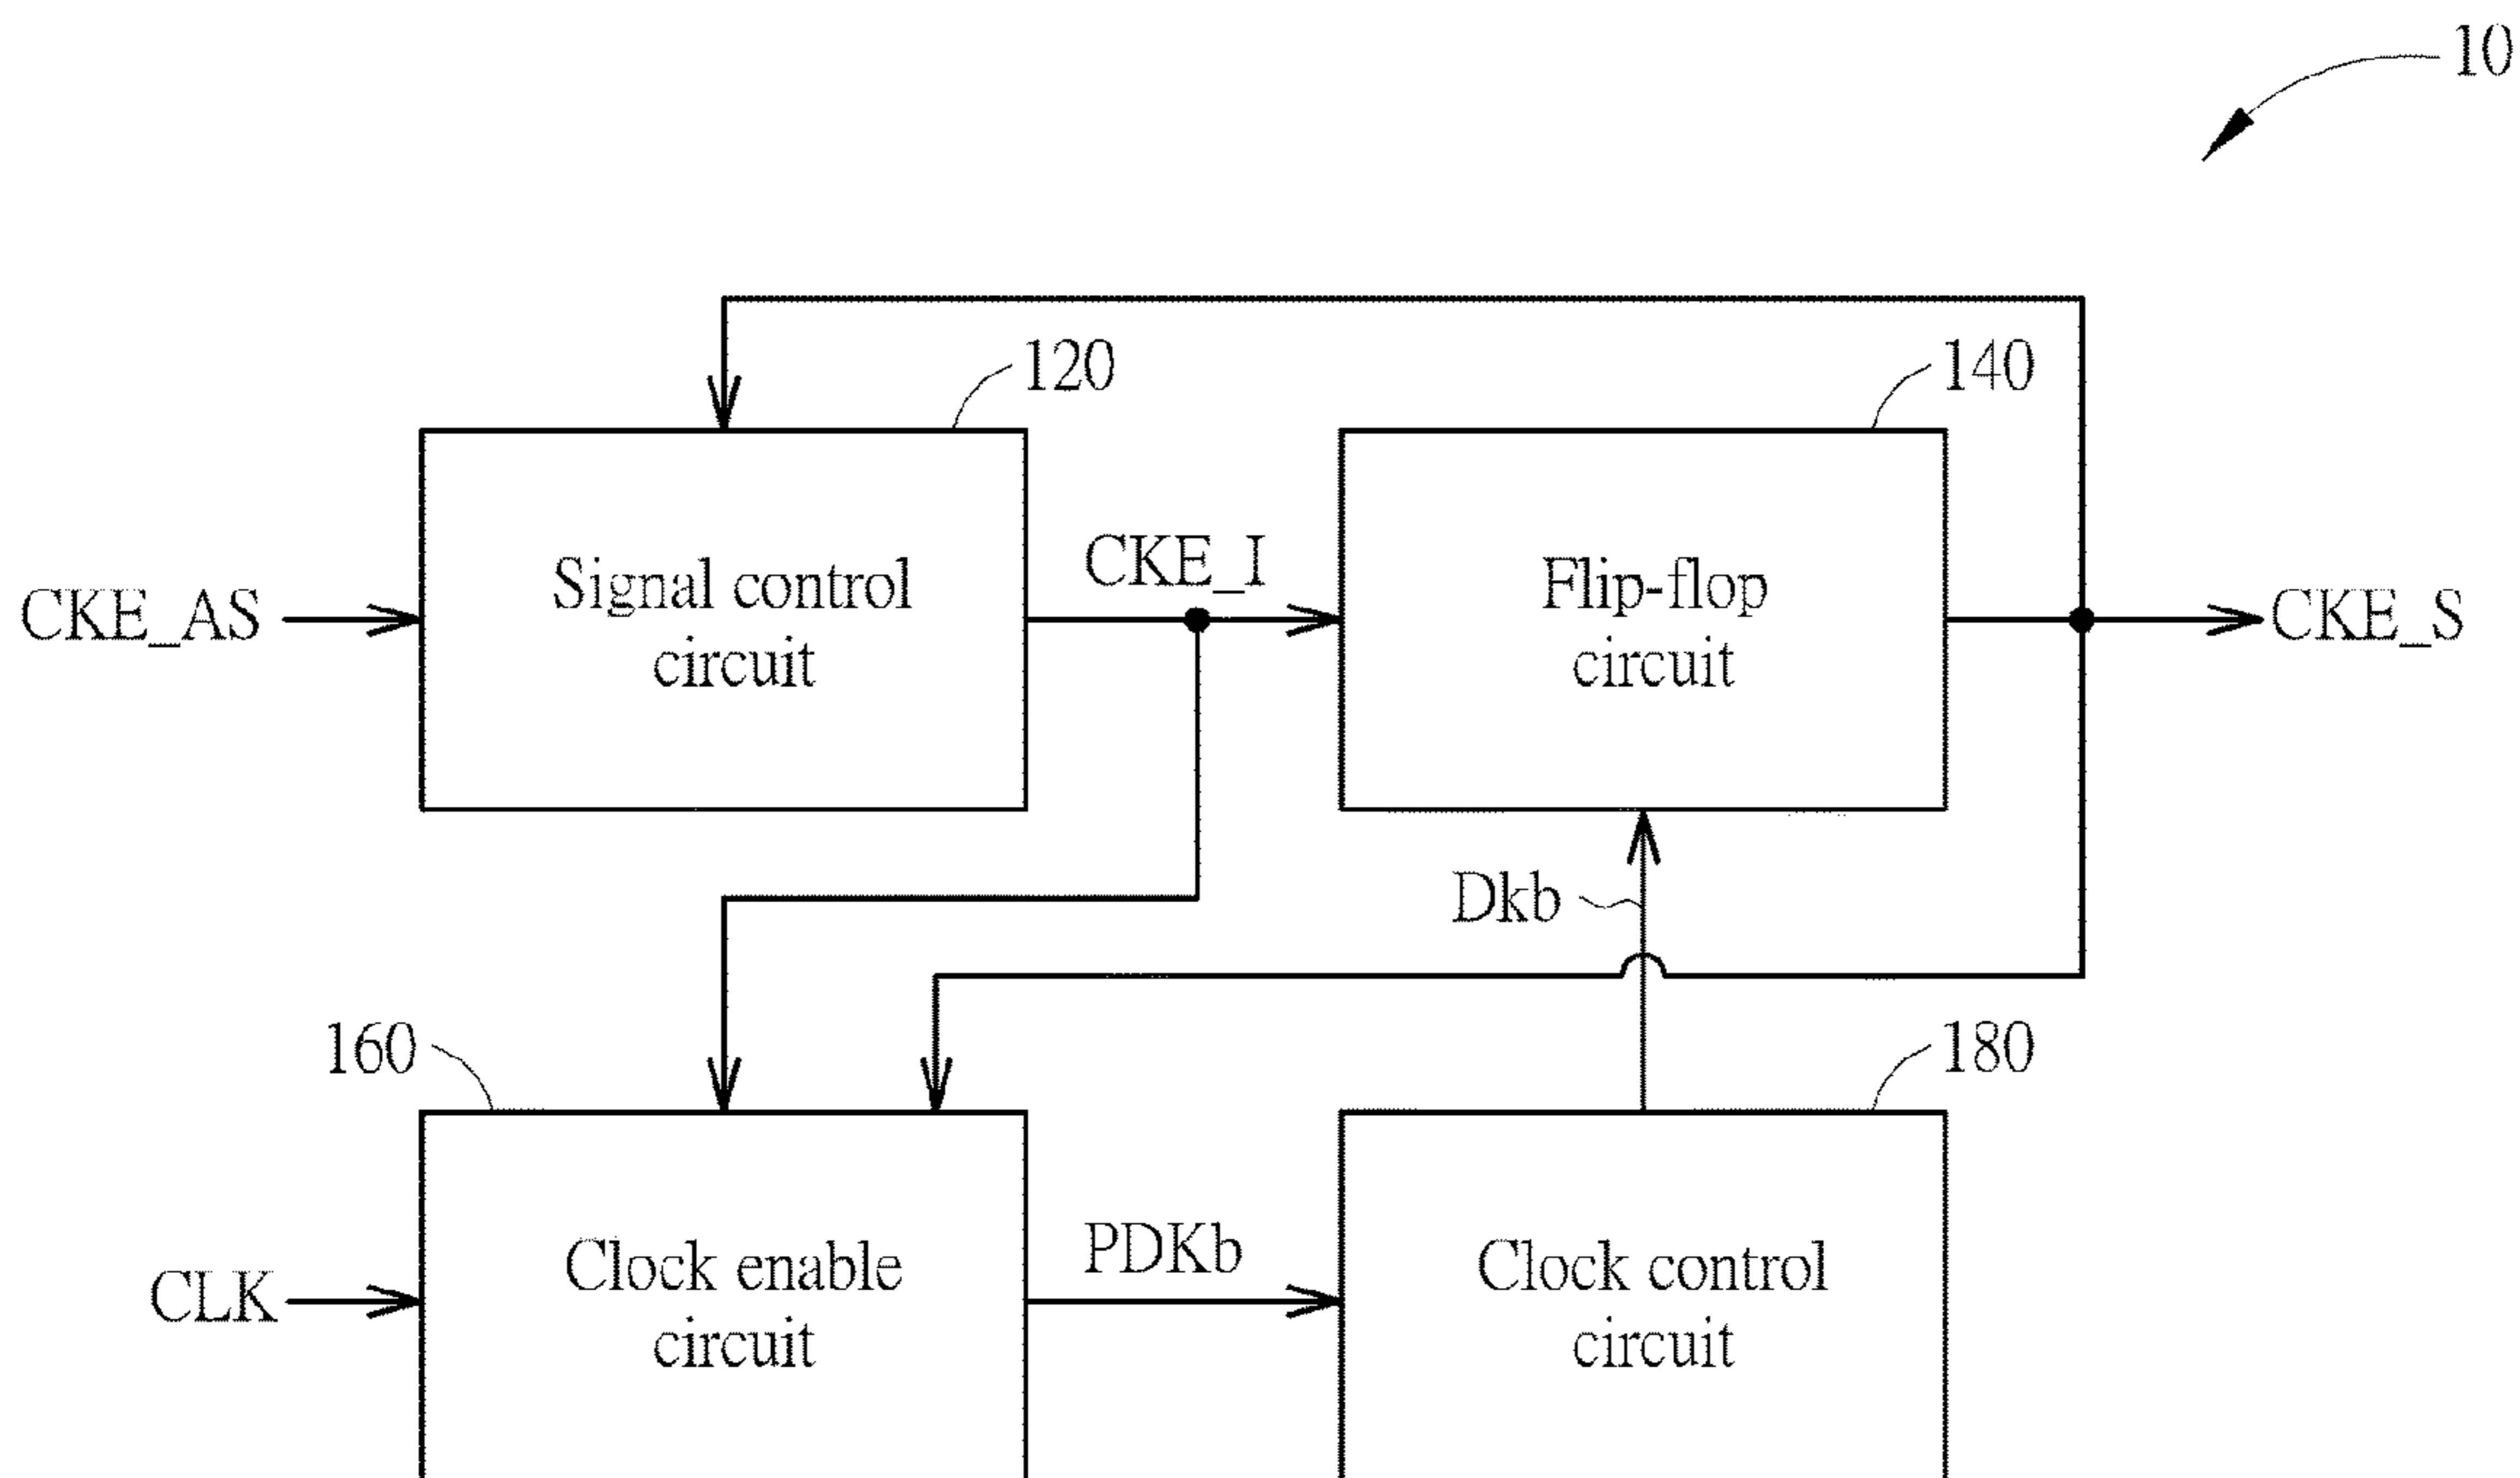 10
120
140
CKE_AS
Signal control
circuit
CKE_I
Flip-flop
circuit
CKE_S
Dkb
160
180
CLK
Clock enable
circuit
PDKb
Clock control
circuit